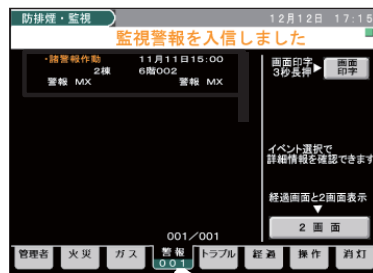 防排煙・監視
12月12日 17:15
監視警報を入信しました
・諸警報作動 11月11日15:00
2棟 6階002
警報 MX 警報 MX
画面印字
3秒長押▶
画面
印字
イベント選択で
詳細情報を確認できます
経過画面と2画面表示
▼
2 画 面
001/001
管理者 火 災 ガ ス 警 報 トラブル 経 過 操 作 消 灯
001